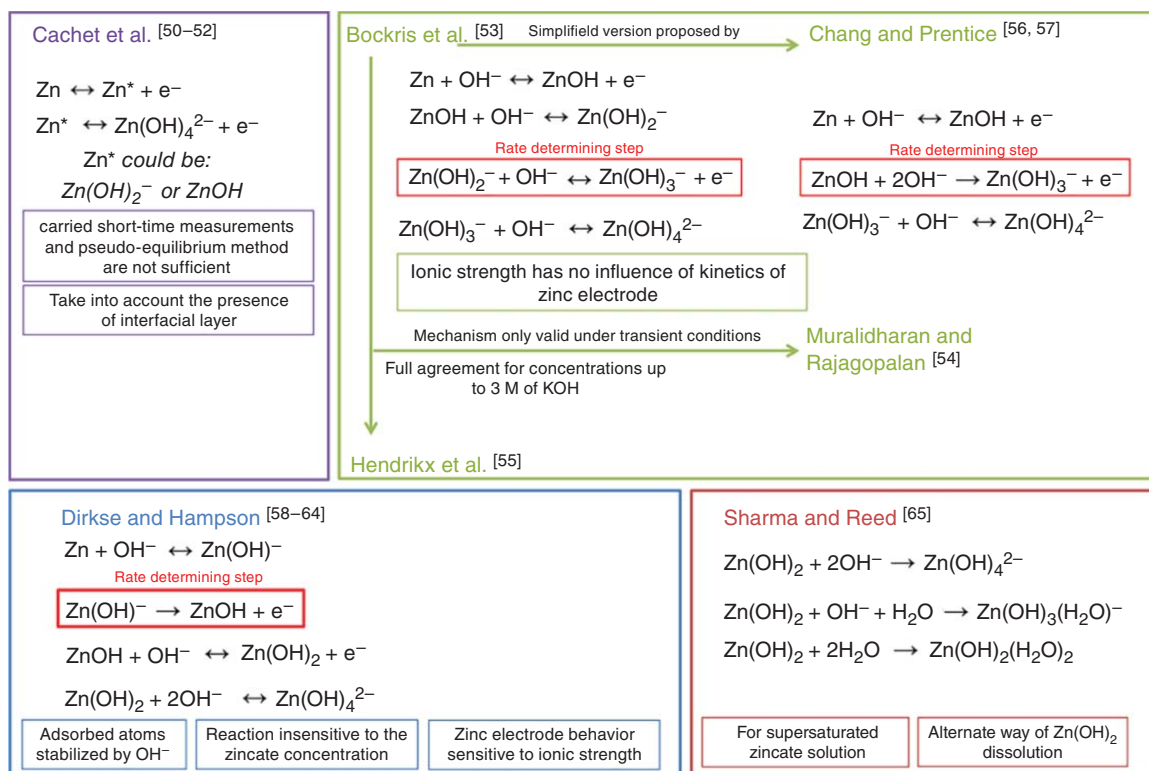 Cachet et al. [50–52]
Zn ↔ Zn* + e⁻
Zn* ↔ Zn(OH)₄²⁻ + e⁻
Zn* could be:
Zn(OH)₂⁻ or ZnOH
carried short-time measurements
and pseudo-equilibrium method
are not sufficient
Take into account the presence
of interfacial layer
Bockris et al. [53]
Simplifield version proposed by
Chang and Prentice [56, 57]
Zn + OH⁻ ↔ ZnOH + e⁻
ZnOH + OH⁻ ↔ Zn(OH)₂⁻
Rate determining step
Zn(OH)₂⁻ + OH⁻ ↔ Zn(OH)₃⁻ + e⁻
Zn(OH)₃⁻ + OH⁻ ↔ Zn(OH)₄²⁻
Zn + OH⁻ ↔ ZnOH + e⁻
Rate determining step
ZnOH + 2OH⁻ → Zn(OH)₃⁻ + e⁻
Zn(OH)₃⁻ + OH⁻ ↔ Zn(OH)₄²⁻
Ionic strength has no influence of kinetics of
zinc electrode
Mechanism only valid under transient conditions
Muralidharan and
Rajagopalan [54]
Full agreement for concentrations up
to 3 M of KOH
Hendrikx et al. [55]
Dirkse and Hampson [58–64]
Zn + OH⁻ ↔ Zn(OH)⁻
Rate determining step
Zn(OH)⁻ → ZnOH + e⁻
ZnOH + OH⁻ ↔ Zn(OH)₂ + e⁻
Zn(OH)₂ + 2OH⁻ ↔ Zn(OH)₄²⁻
Adsorbed atoms
stabilized by OH⁻
Reaction insensitive to the
zincate concentration
Zinc electrode behavior
sensitive to ionic strength
Sharma and Reed [65]
Zn(OH)₂ + 2OH⁻ → Zn(OH)₄²⁻
Zn(OH)₂ + OH⁻ + H₂O → Zn(OH)₃(H₂O)⁻
Zn(OH)₂ + 2H₂O → Zn(OH)₂(H₂O)₂
For supersaturated
zincate solution
Alternate way of Zn(OH)₂
dissolution